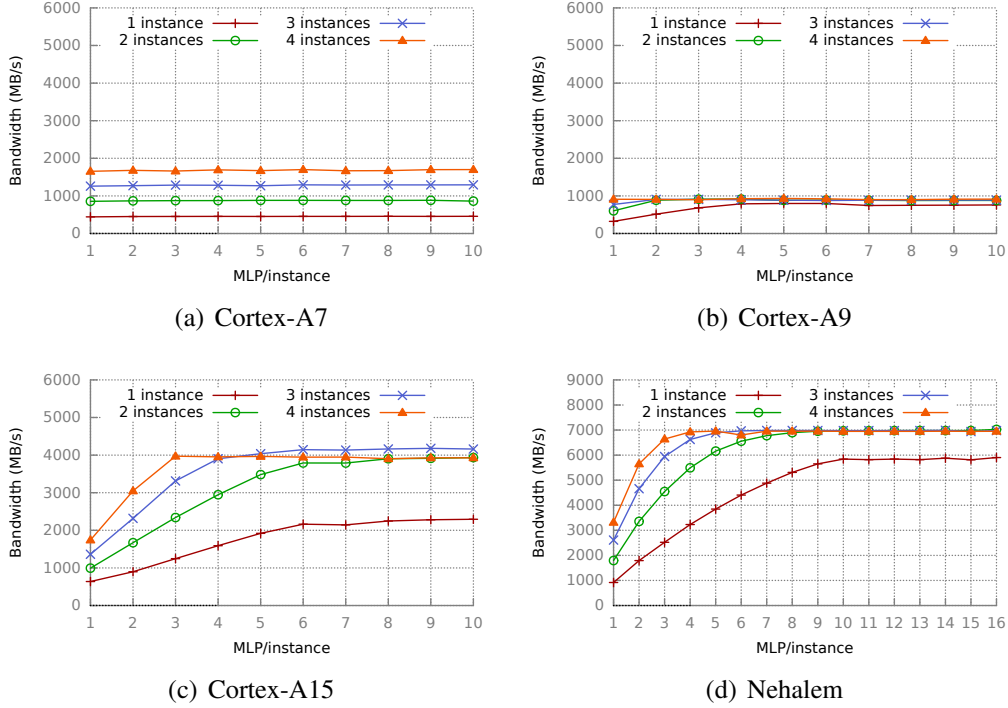 1 instance
2 instances
3 instances
4 instances
Bandwidth (MB/s)
6000
5000
4000
3000
2000
1000
0
1 2 3 4 5 6 7 8 9 10
MLP/instance
(a) Cortex-A7
1 instance
2 instances
3 instances
4 instances
Bandwidth (MB/s)
6000
5000
4000
3000
2000
1000
0
1 2 3 4 5 6 7 8 9 10
MLP/instance
(b) Cortex-A9
1 instance
2 instances
3 instances
4 instances
Bandwidth (MB/s)
6000
5000
4000
3000
2000
1000
0
1 2 3 4 5 6 7 8 9 10
MLP/instance
(c) Cortex-A15
1 instance
2 instances
3 instances
4 instances
Bandwidth (MB/s)
9000
8000
7000
6000
5000
4000
3000
2000
1000
0
1 2 3 4 5 6 7 8 9 10 11 12 13 14 15 16
MLP/instance
(d) Nehalem